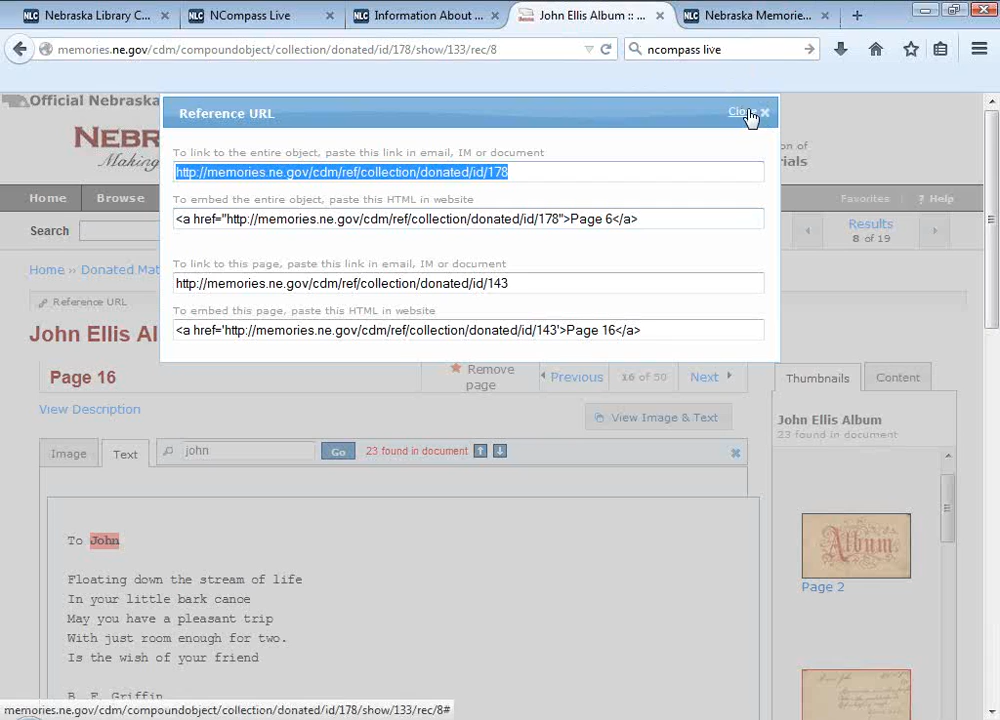 Nebraska Library C...
NCompass Live
Information About ...
John Ellis Album :: ...
Nebraska Memorie...
memories.ne.gov/cdm/compoundobject/collection/donated/id/178/show/133/rec/8
ncompass live
Official Nebraska
NEBR
Making
on of
rials
Reference URL
Close
To link to the entire object, paste this link in email, IM or document
http://memories.ne.gov/cdm/ref/collection/donated/id/178
To embed the entire object, paste this HTML in website
<a href="http://memories.ne.gov/cdm/ref/collection/donated/id/178">Page 6</a>
To link to this page, paste this link in email, IM or document
http://memories.ne.gov/cdm/ref/collection/donated/id/143
To embed this page, paste this HTML in website
<a href='http://memories.ne.gov/cdm/ref/collection/donated/id/143'>Page 16</a>
Home Browse
Favorites ? Help
Search
Results
8 of 19
Home » Donated Mat
Reference URL
John Ellis Al
Page 16
Remove page
Previous
16 of 50
Next
Thumbnails
Content
View Description
View Image & Text
John Ellis Album
23 found in document
Image
Text
john
Go
23 found in document
To John
Floating down the stream of life
In your little bark canoe
May you have a pleasant trip
With just room enough for two.
Is the wish of your friend
B. F. Griffin
Album
Page 2
memories.ne.gov/cdm/compoundobject/collection/donated/id/178/show/133/rec/8#